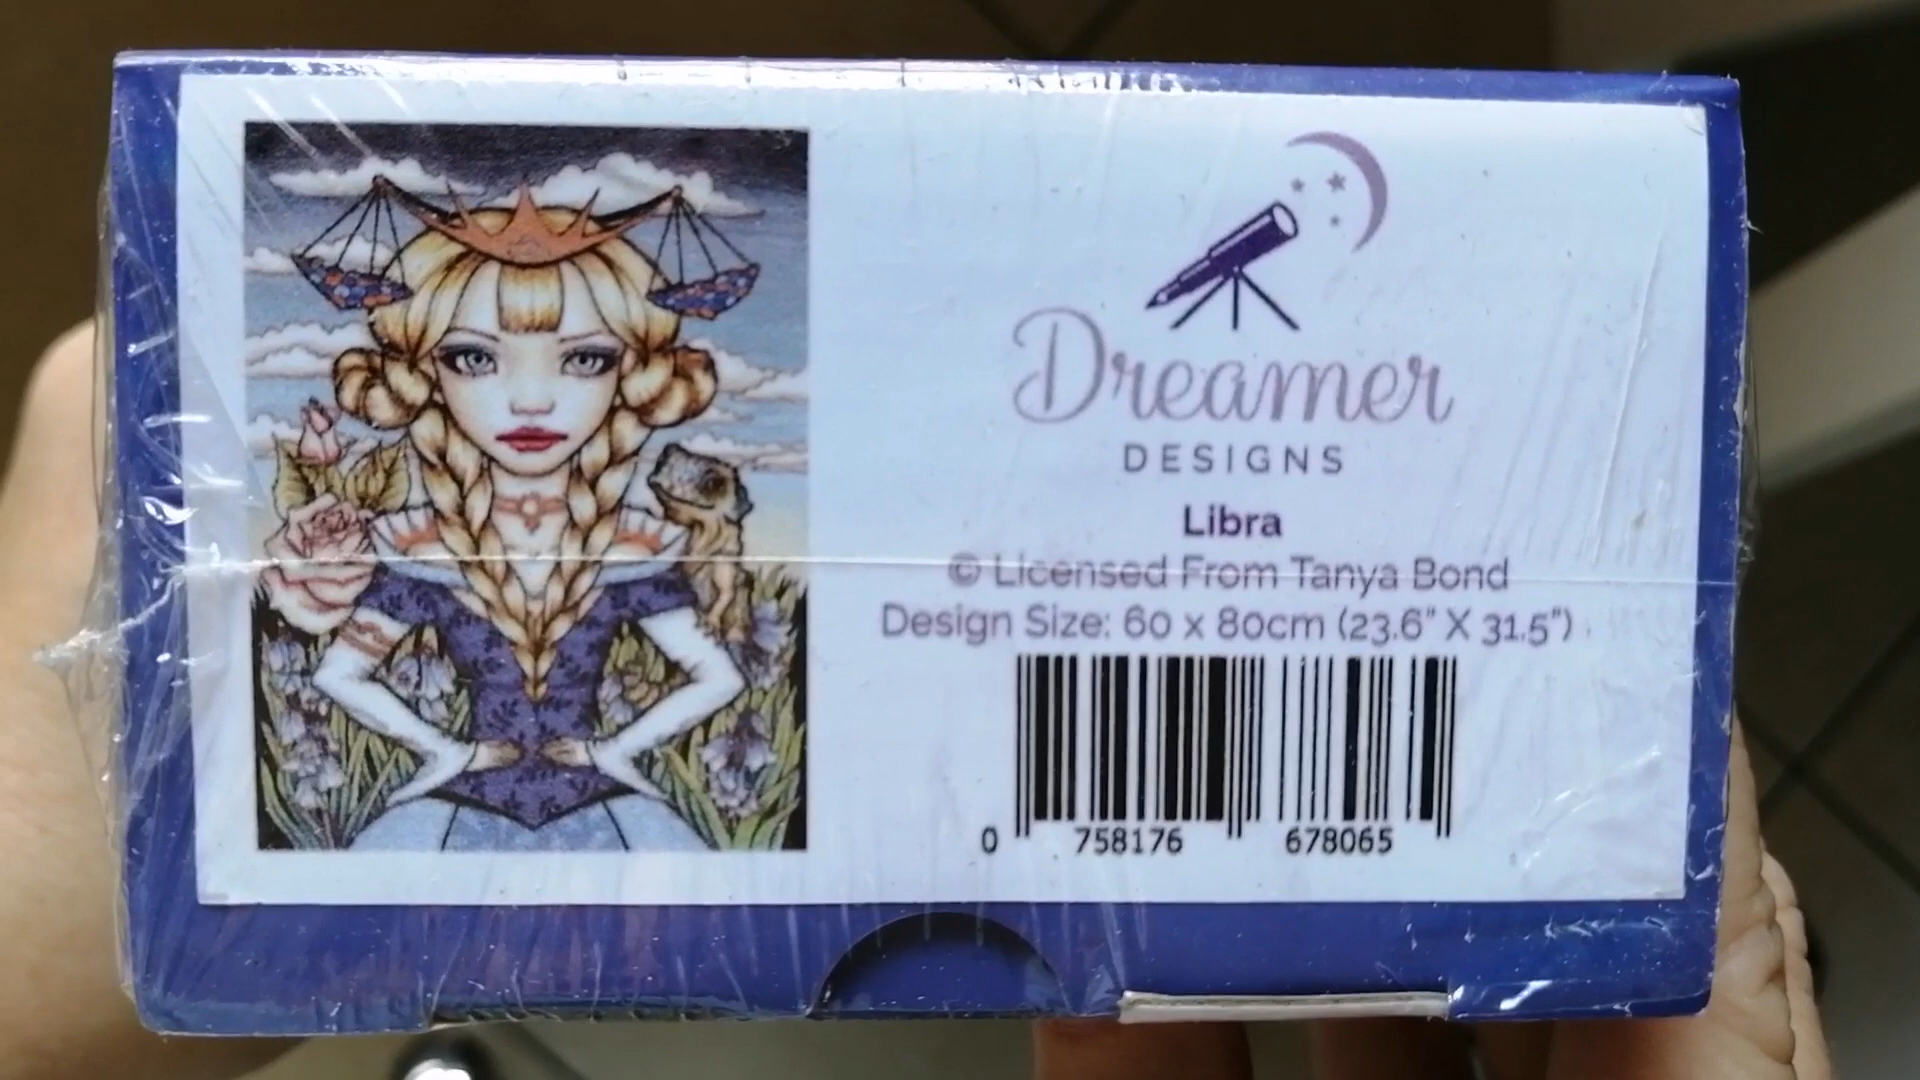 Dreamer
DESIGNS
Libra
© Licensed From Tanya Bond
Design Size: 60 x 80cm (23.6" X 31.5")
0 758176 678065